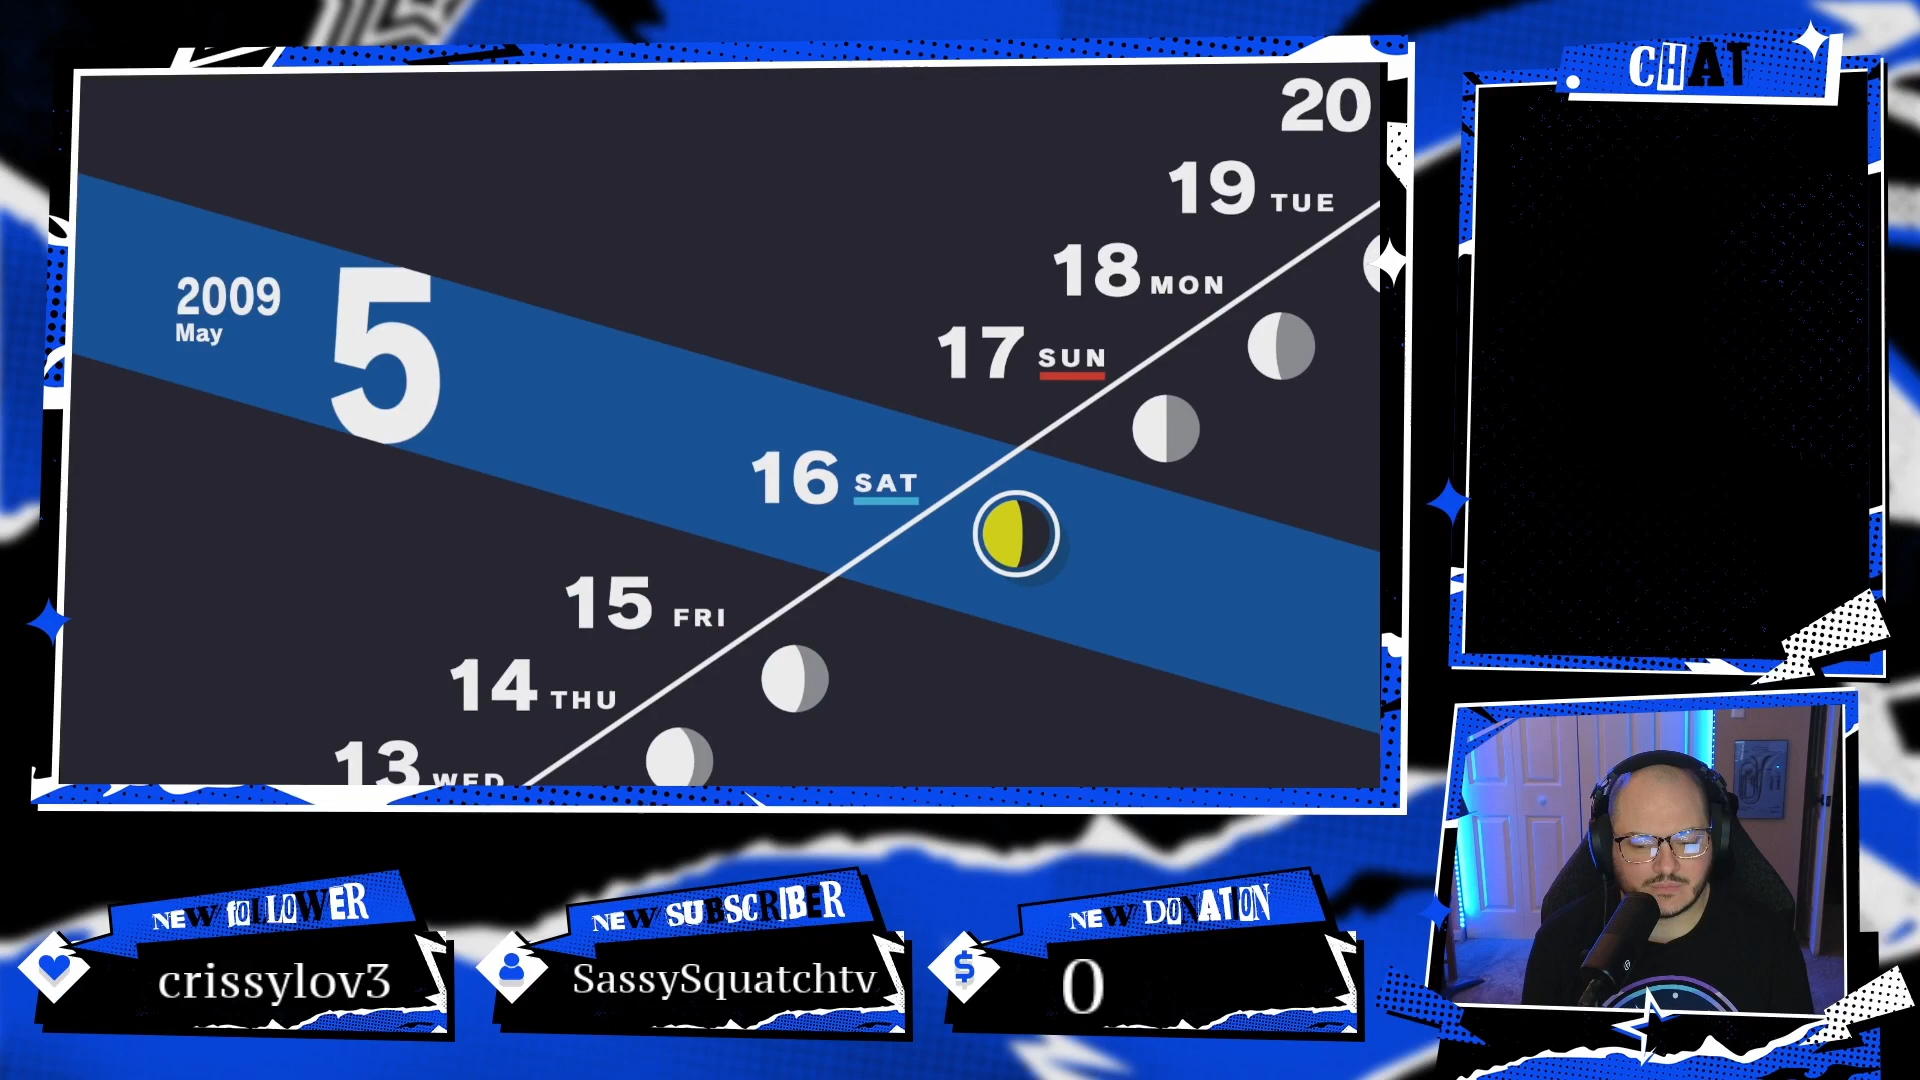 CHAT
20
19 TUE
18 MON
17 SUN
2009
May
5
16 SAT
15 FRI
14 THU
13 WED
NEW FOLLOWER
crissylov3
NEW SUBSCRIBER
SassySquatchtv
NEW DONATION
$
0